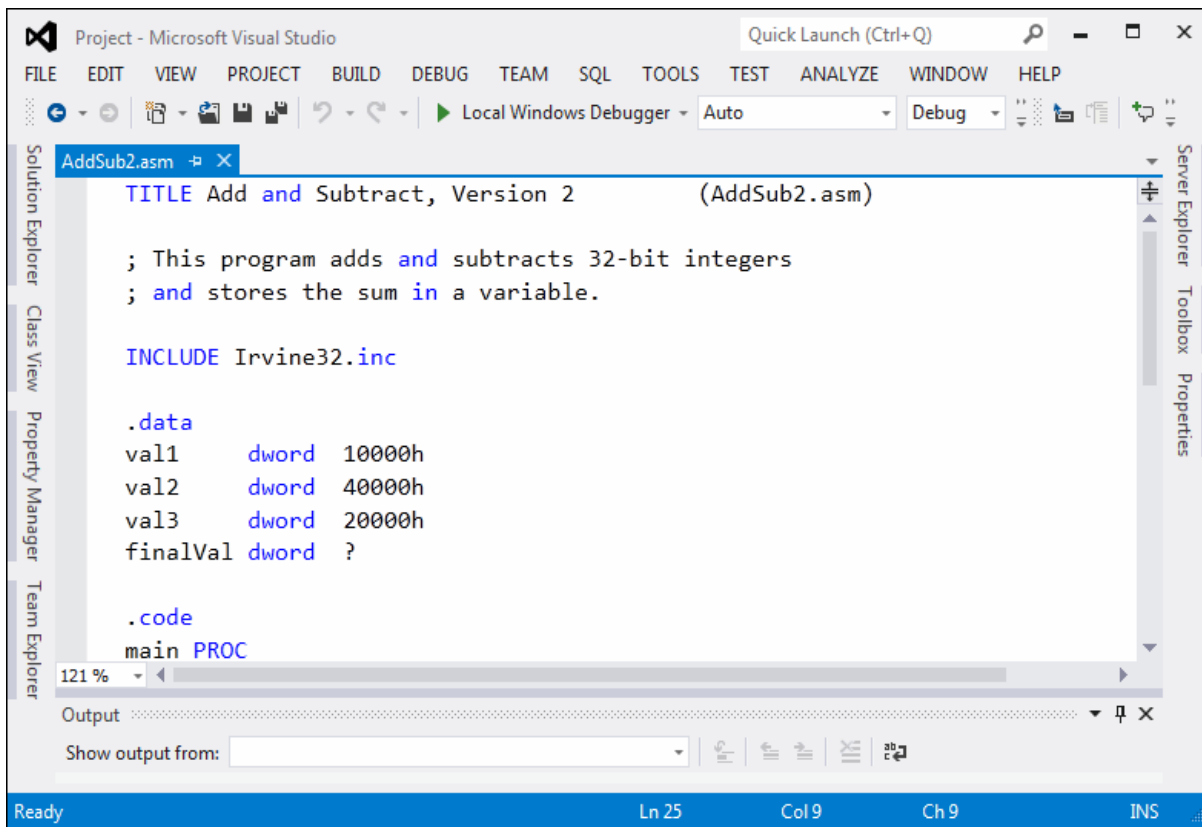 Project - Microsoft Visual Studio
Quick Launch (Ctrl+Q)
FILE EDIT VIEW PROJECT BUILD DEBUG TEAM SQL TOOLS TEST ANALYZE WINDOW HELP
Local Windows Debugger Auto Debug
Solution Explorer
Class View
Property Manager
Team Explorer
AddSub2.asm
TITLE Add and Subtract, Version 2 (AddSub2.asm)
; This program adds and subtracts 32-bit integers
; and stores the sum in a variable.
INCLUDE Irvine32.inc
.data
val1 dword 10000h
val2 dword 40000h
val3 dword 20000h
finalVal dword ?
.code
main PROC
121 %
Server Explorer
Toolbox
Properties
Output
Show output from:
Ready Ln 25 Col 9 Ch 9 INS